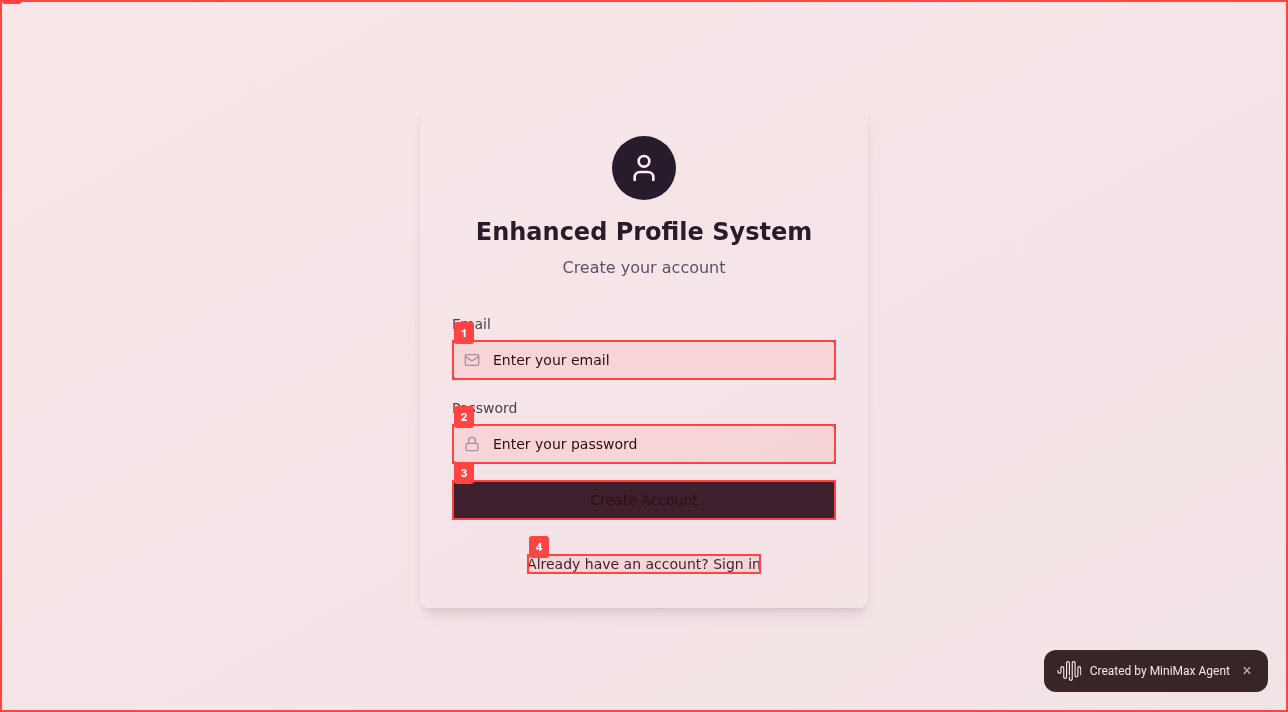 Enhanced Profile System
Create your account
Email
1
Enter your email
Password
2
Enter your password
3
Create Account
4
Already have an account? Sign in
Created by MiniMax Agent ×